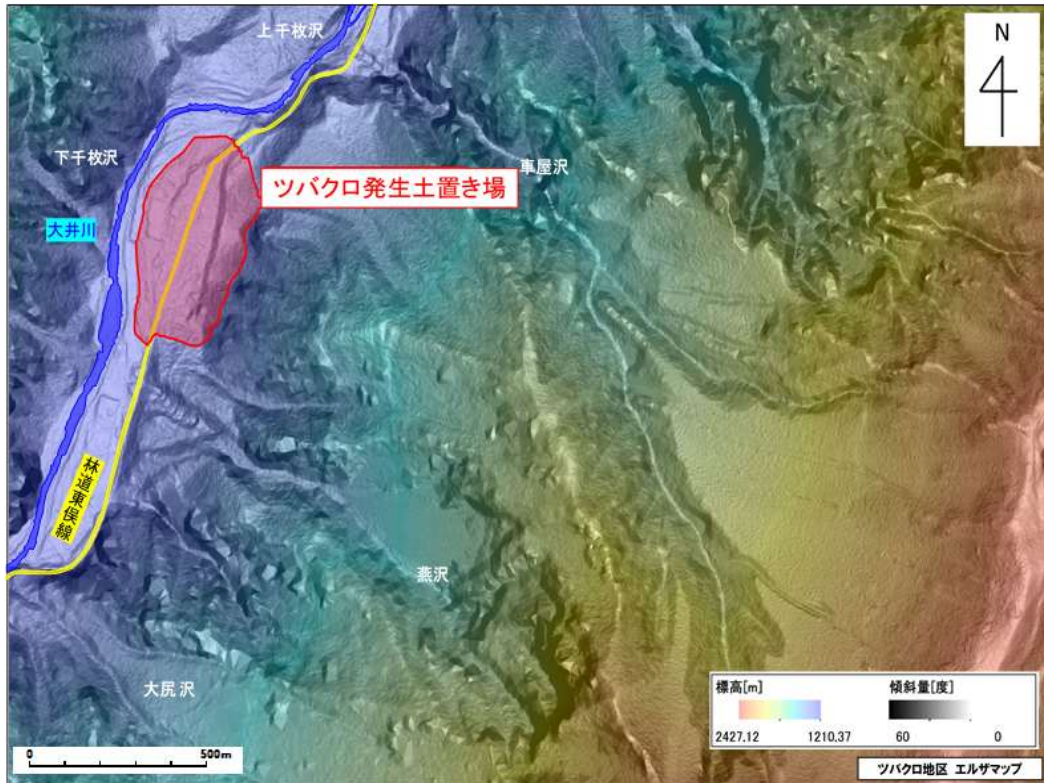 上千枚沢
N
下千枚沢
車屋沢
ツバクロ発生土置き場
大井川
林道東俣線
燕沢
大尻沢
標高[m]
傾斜量[度]
2427.12
1210.37
60
0
0
500m
ツバクロ地区 エルザマップ